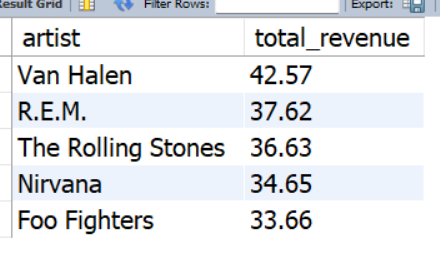 Result Grid Filter Rows: Export:
artist total_revenue
Van Halen 42.57
R.E.M. 37.62
The Rolling Stones 36.63
Nirvana 34.65
Foo Fighters 33.66